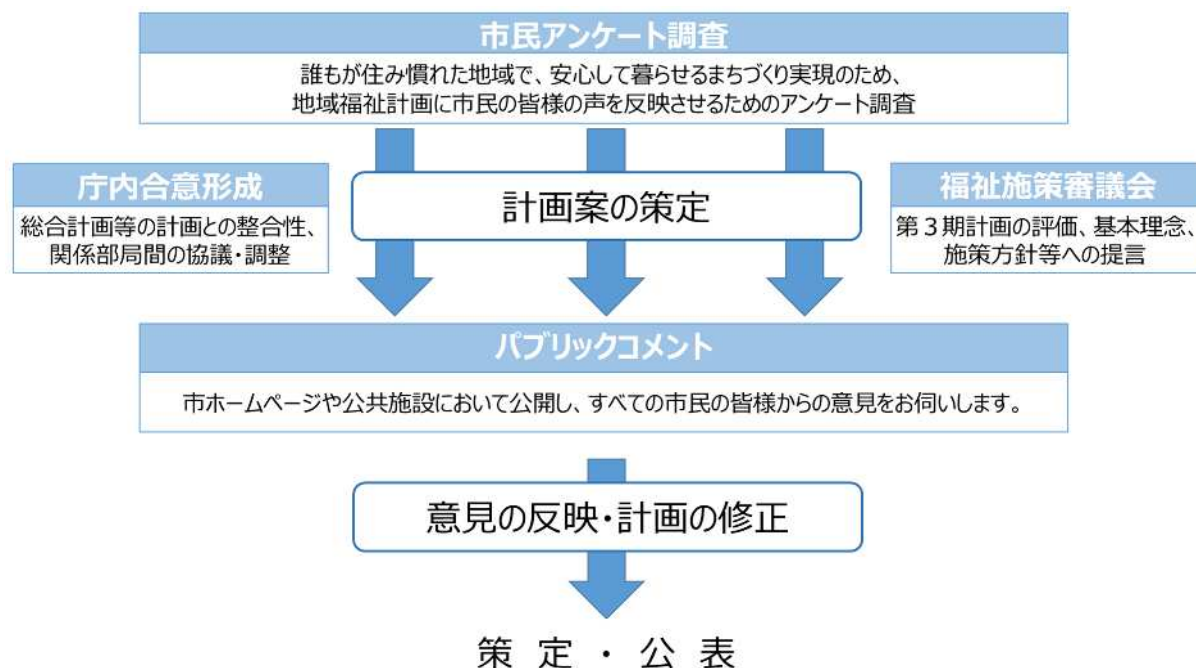 市民アンケート調査
誰もが住み慣れた地域で、安心して暮らせるまちづくり実現のため、
地域福祉計画に市民の皆様の声を反映させるためのアンケート調査
庁内合意形成
総合計画等の計画との整合性、
関係部局間の協議・調整
計画案の策定
福祉施策審議会
第３期計画の評価、基本理念、
施策方針等への提言
パブリックコメント
市ホームページや公共施設において公開し、すべての市民の皆様からの意見をお伺いします。
意見の反映・計画の修正
策 定 ・ 公 表